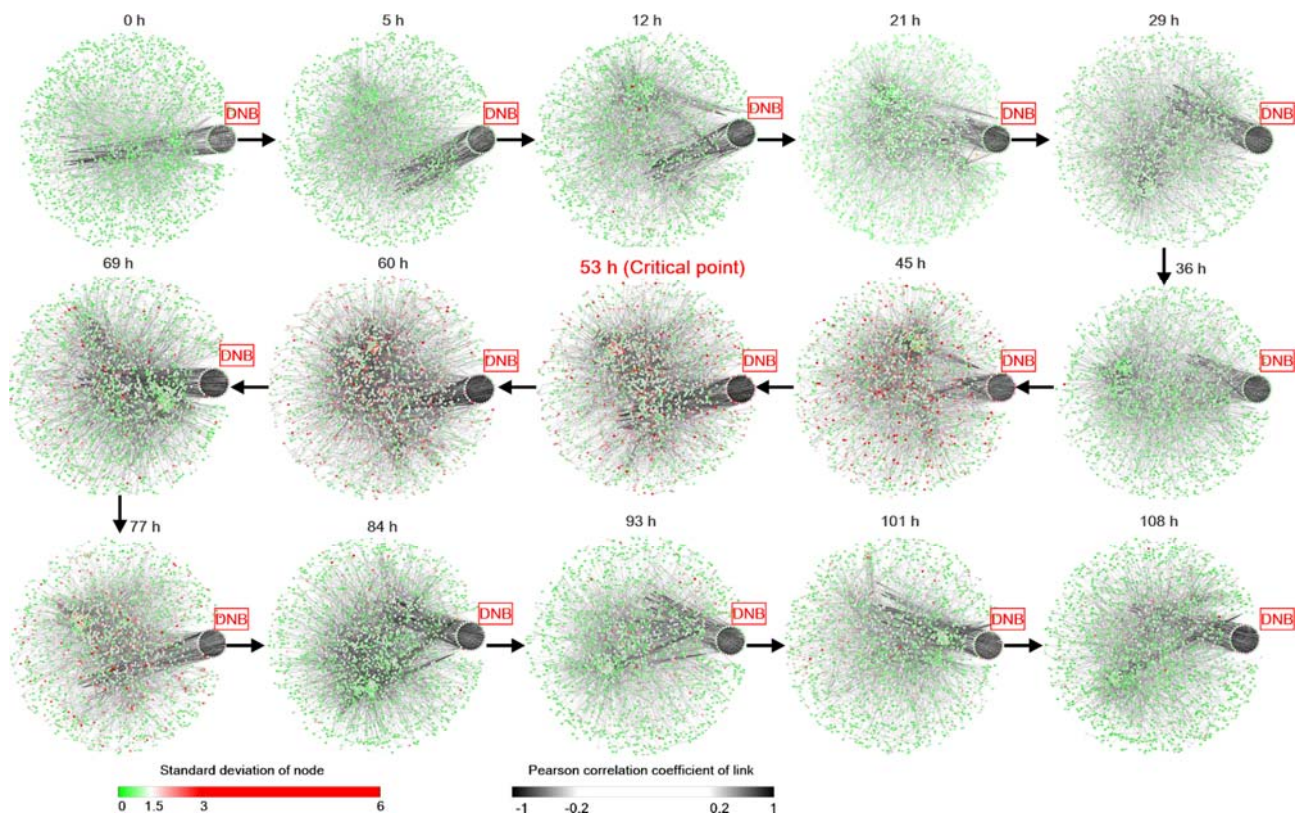 0 h 5 h 12 h 21 h 29 h
DNB DNB DNB DNB DNB
69 h 60 h 53 h (Critical point) 45 h 36 h
DNB DNB DNB DNB DNB
77 h 84 h 93 h 101 h 108 h
DNB DNB DNB DNB DNB
Standard deviation of node Pearson correlation coefficient of link
0 1.5 3 6 -1 -0.2 0.2 1